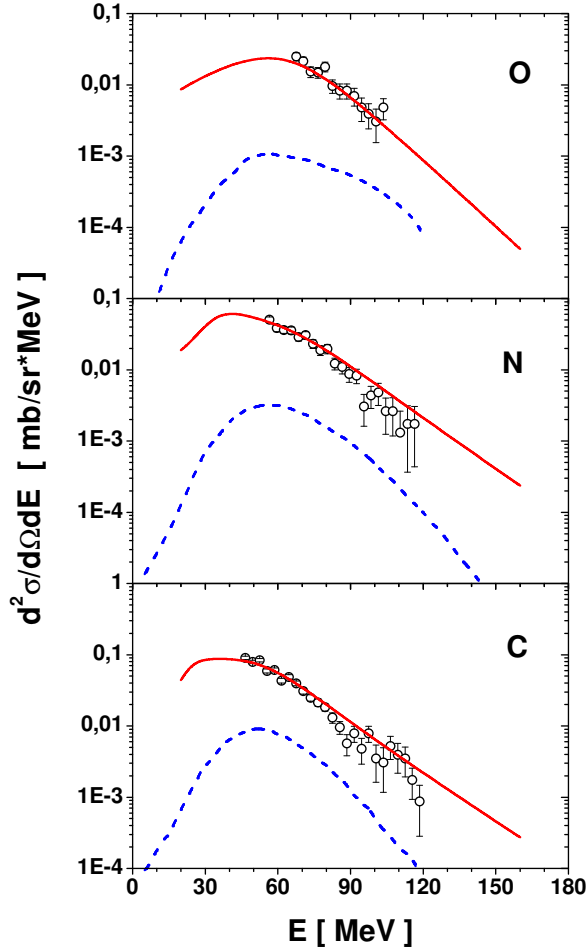 0,1
O
0,01
1E-3
1E-4
0,1
N
0,01
1E-3
1E-4
1
C
0,1
0,01
1E-3
1E-4
0 30 60 90 120 150 180
E [ MeV ]
d²σ/dΩdE [ mb/sr*MeV ]